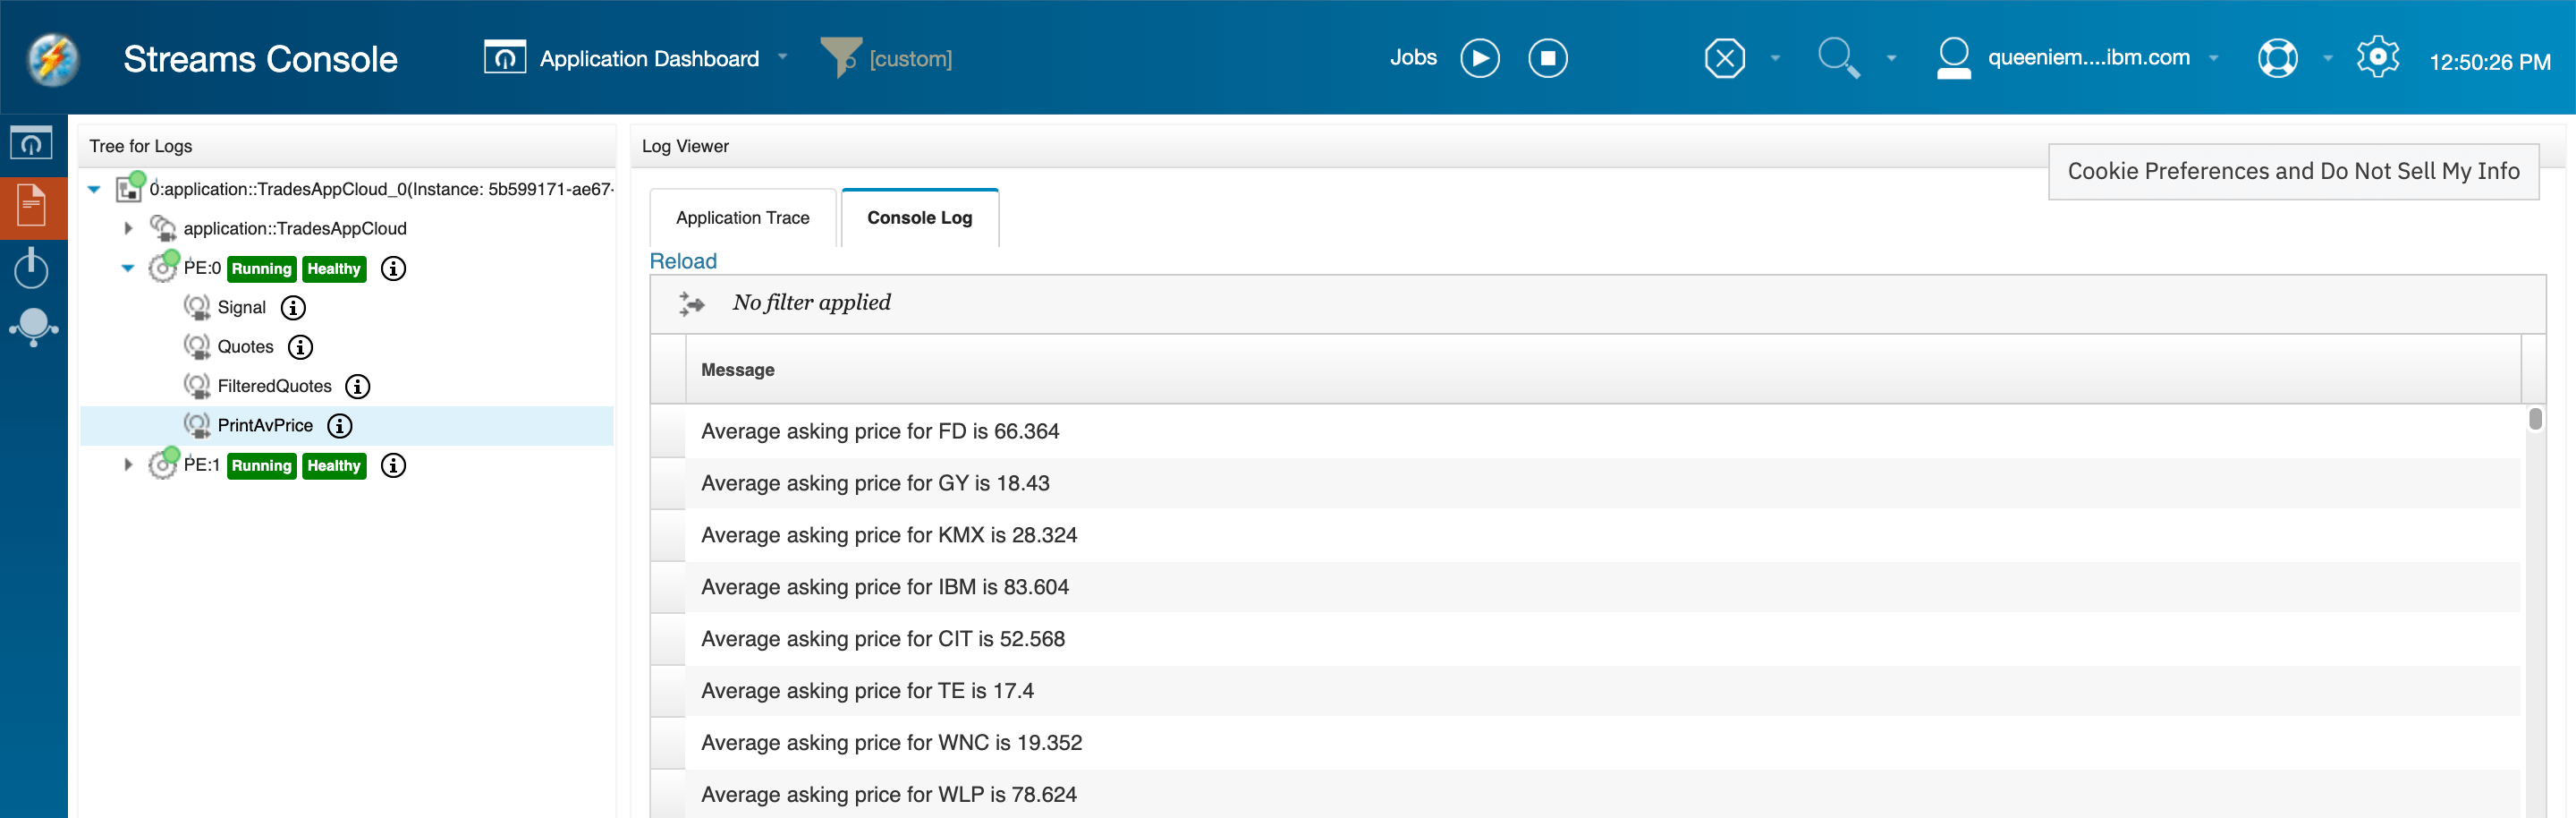 Streams Console
Application Dashboard
[custom]
Jobs
queeniem....ibm.com
12:50:26 PM
Tree for Logs
0:application::TradesAppCloud_0(Instance: 5b599171-ae67-
application::TradesAppCloud
PE:0 Running Healthy
Signal
Quotes
FilteredQuotes
PrintAvPrice
PE:1 Running Healthy
Log Viewer
Cookie Preferences and Do Not Sell My Info
Application Trace
Console Log
Reload
No filter applied
Message
Average asking price for FD is 66.364
Average asking price for GY is 18.43
Average asking price for KMX is 28.324
Average asking price for IBM is 83.604
Average asking price for CIT is 52.568
Average asking price for TE is 17.4
Average asking price for WNC is 19.352
Average asking price for WLP is 78.624